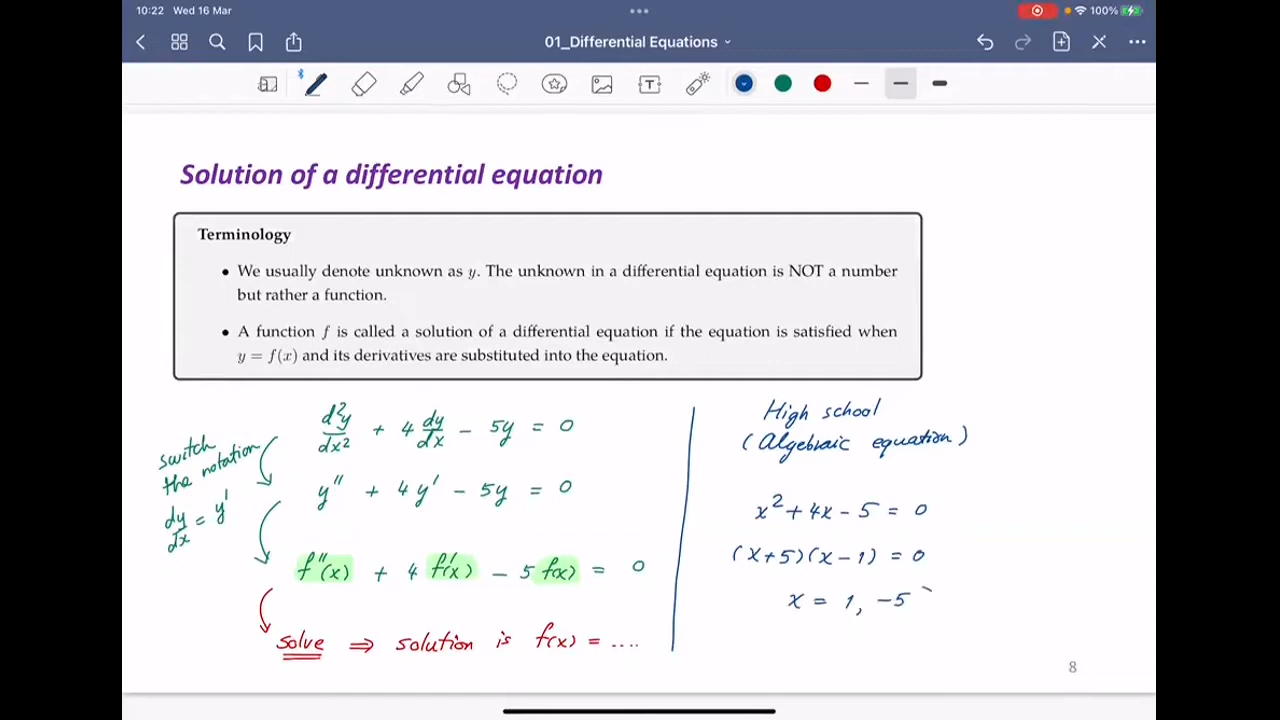 10:22 Wed 16 Mar
100%
01_Differential Equations
Solution of a differential equation
Terminology
• We usually denote unknown as y. The unknown in a differential equation is NOT a number
but rather a function.
• A function f is called a solution of a differential equation if the equation is satisfied when
y = f(x) and its derivatives are substituted into the equation.
switch
the notation
dy/dx = y'
d²y/dx² + 4 dy/dx − 5y = 0
y'' + 4y' − 5y = 0
f''(x) + 4 f'(x) − 5 f(x) = 0
solve ⇒ solution is f(x) = ....
High school
(Algebraic equation)
x² + 4x − 5 = 0
(x+5)(x−1) = 0
x = 1, −5
8